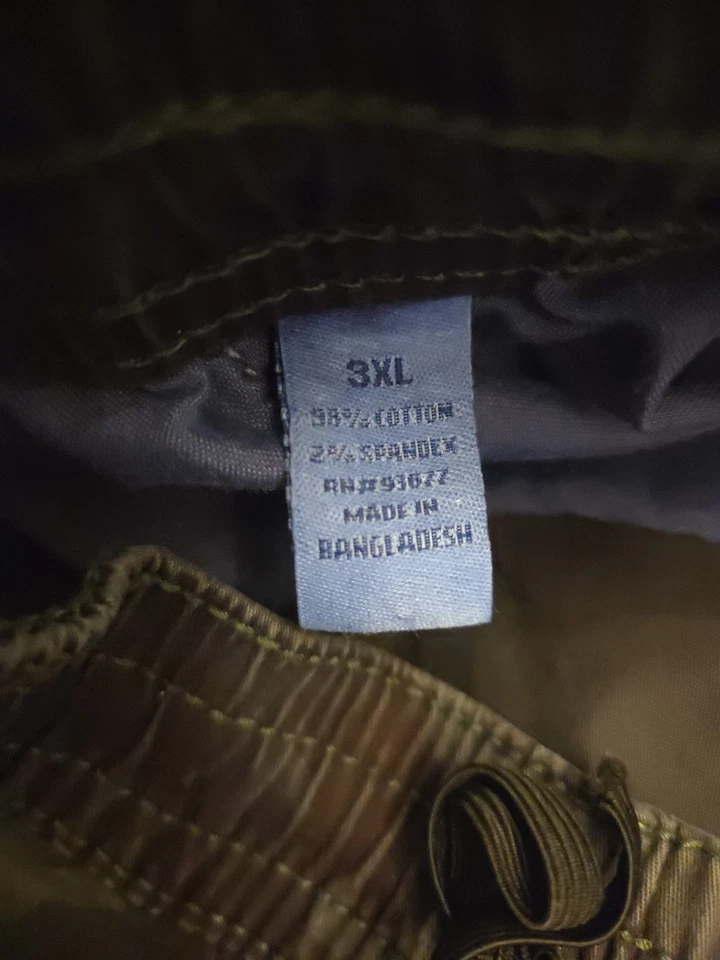 3XL
98% COTTON
2% SPANDEX
RN#93677
MADE IN
BANGLADESH